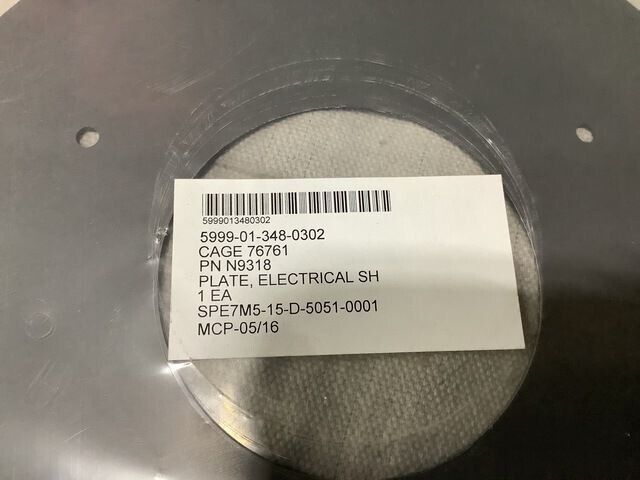 5999013480302
5999-01-348-0302
CAGE 76761
PN N9318
PLATE, ELECTRICAL SH
1 EA
SPE7M5-15-D-5051-0001
MCP-05/16